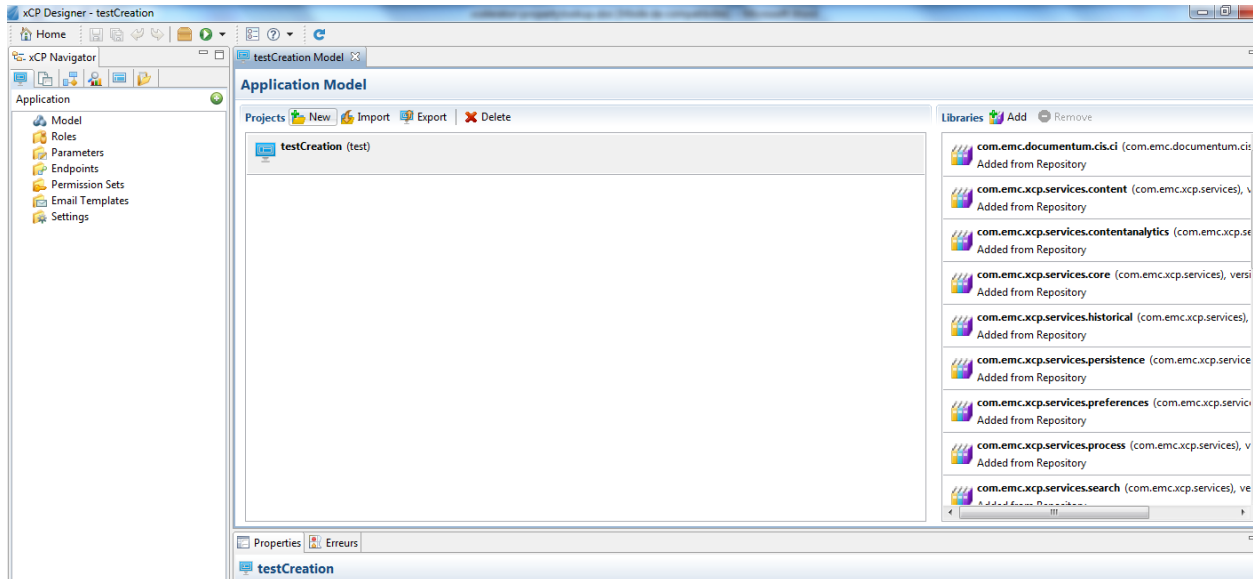 xCP Designer - testCreation
Home
xCP Navigator
testCreation Model
Application
Application Model
Model
Roles
Parameters
Endpoints
Permission Sets
Email Templates
Settings
Projects New Import Export Delete
testCreation (test)
Libraries Add Remove
com.emc.documentum.cis.ci (com.emc.documentum.cis
Added from Repository
com.emc.xcp.services.content (com.emc.xcp.services), v
Added from Repository
com.emc.xcp.services.contentanalytics (com.emc.xcp.se
Added from Repository
com.emc.xcp.services.core (com.emc.xcp.services), versi
Added from Repository
com.emc.xcp.services.historical (com.emc.xcp.services),
Added from Repository
com.emc.xcp.services.persistence (com.emc.xcp.service
Added from Repository
com.emc.xcp.services.preferences (com.emc.xcp.servic
Added from Repository
com.emc.xcp.services.process (com.emc.xcp.services), v
Added from Repository
com.emc.xcp.services.search (com.emc.xcp.services), ve
Added from Repository
Properties Erreurs
testCreation